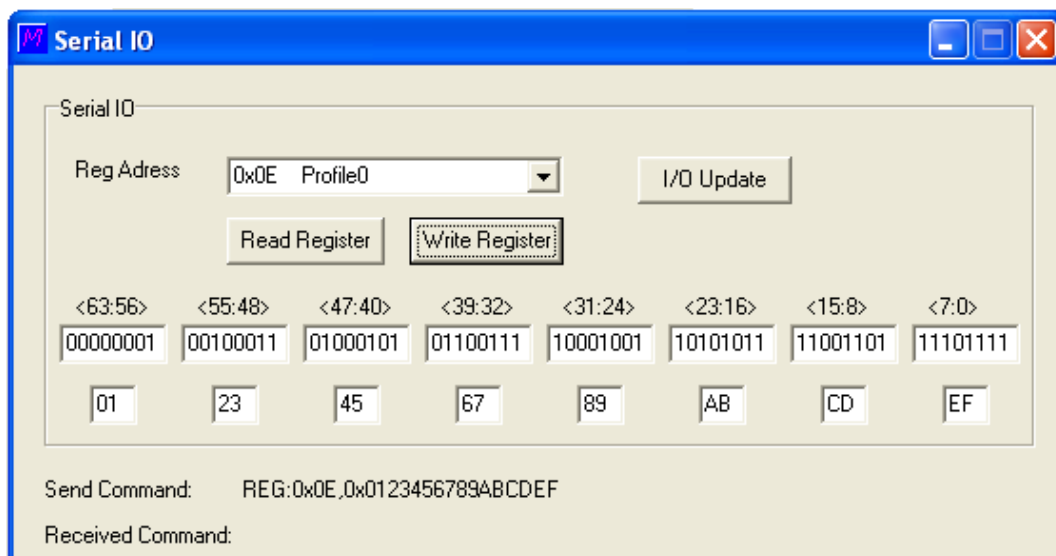 Serial IO
Serial IO
Reg Adress 0x0E Profile0 I/O Update
Read Register Write Register
<63:56> <55:48> <47:40> <39:32> <31:24> <23:16> <15:8> <7:0>
00000001 00100011 01000101 01100111 10001001 10101011 11001101 11101111
01 23 45 67 89 AB CD EF
Send Command: REG:0x0E,0x0123456789ABCDEF
Received Command: